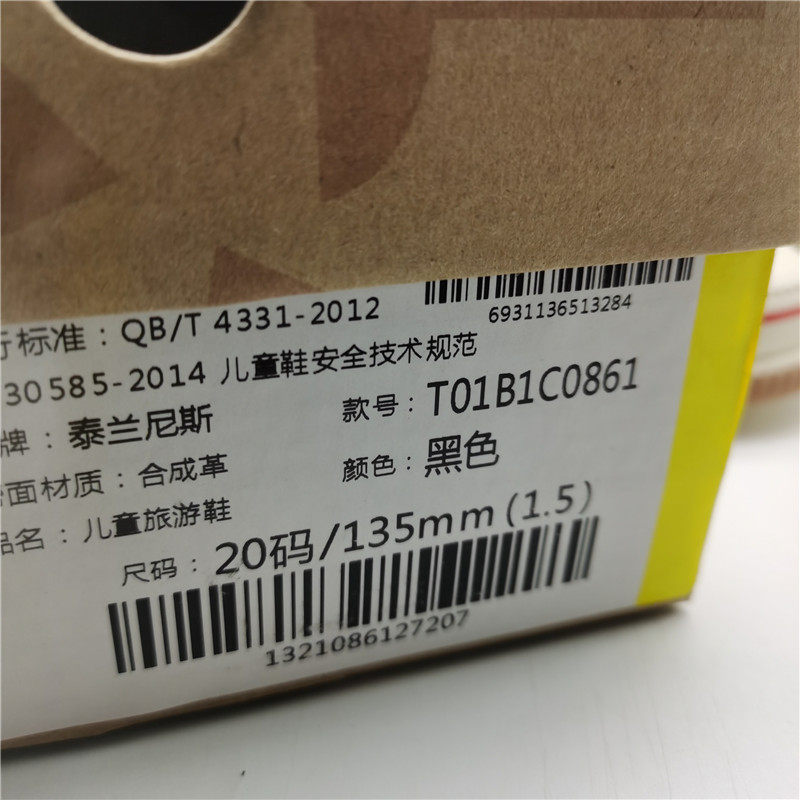 行标准：QB/T 4331-2012
6931136513284
30585-2014 儿童鞋安全技术规范
牌：泰兰尼斯
款号：T01B1C0861
面材质：合成革
颜色：黑色
品名：儿童旅游鞋
尺码：20码/135mm(1.5)
1321086127207